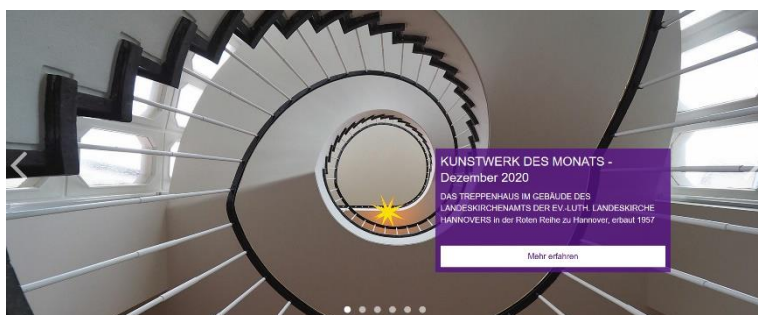 KUNSTWERK DES MONATS -
Dezember 2020
DAS TREPPENHAUS IM GEBÄUDE DES
LANDESKIRCHENAMTS DER EV.-LUTH. LANDESKIRCHE
HANNOVERS in der Roten Reihe zu Hannover, erbaut 1957
Mehr erfahren